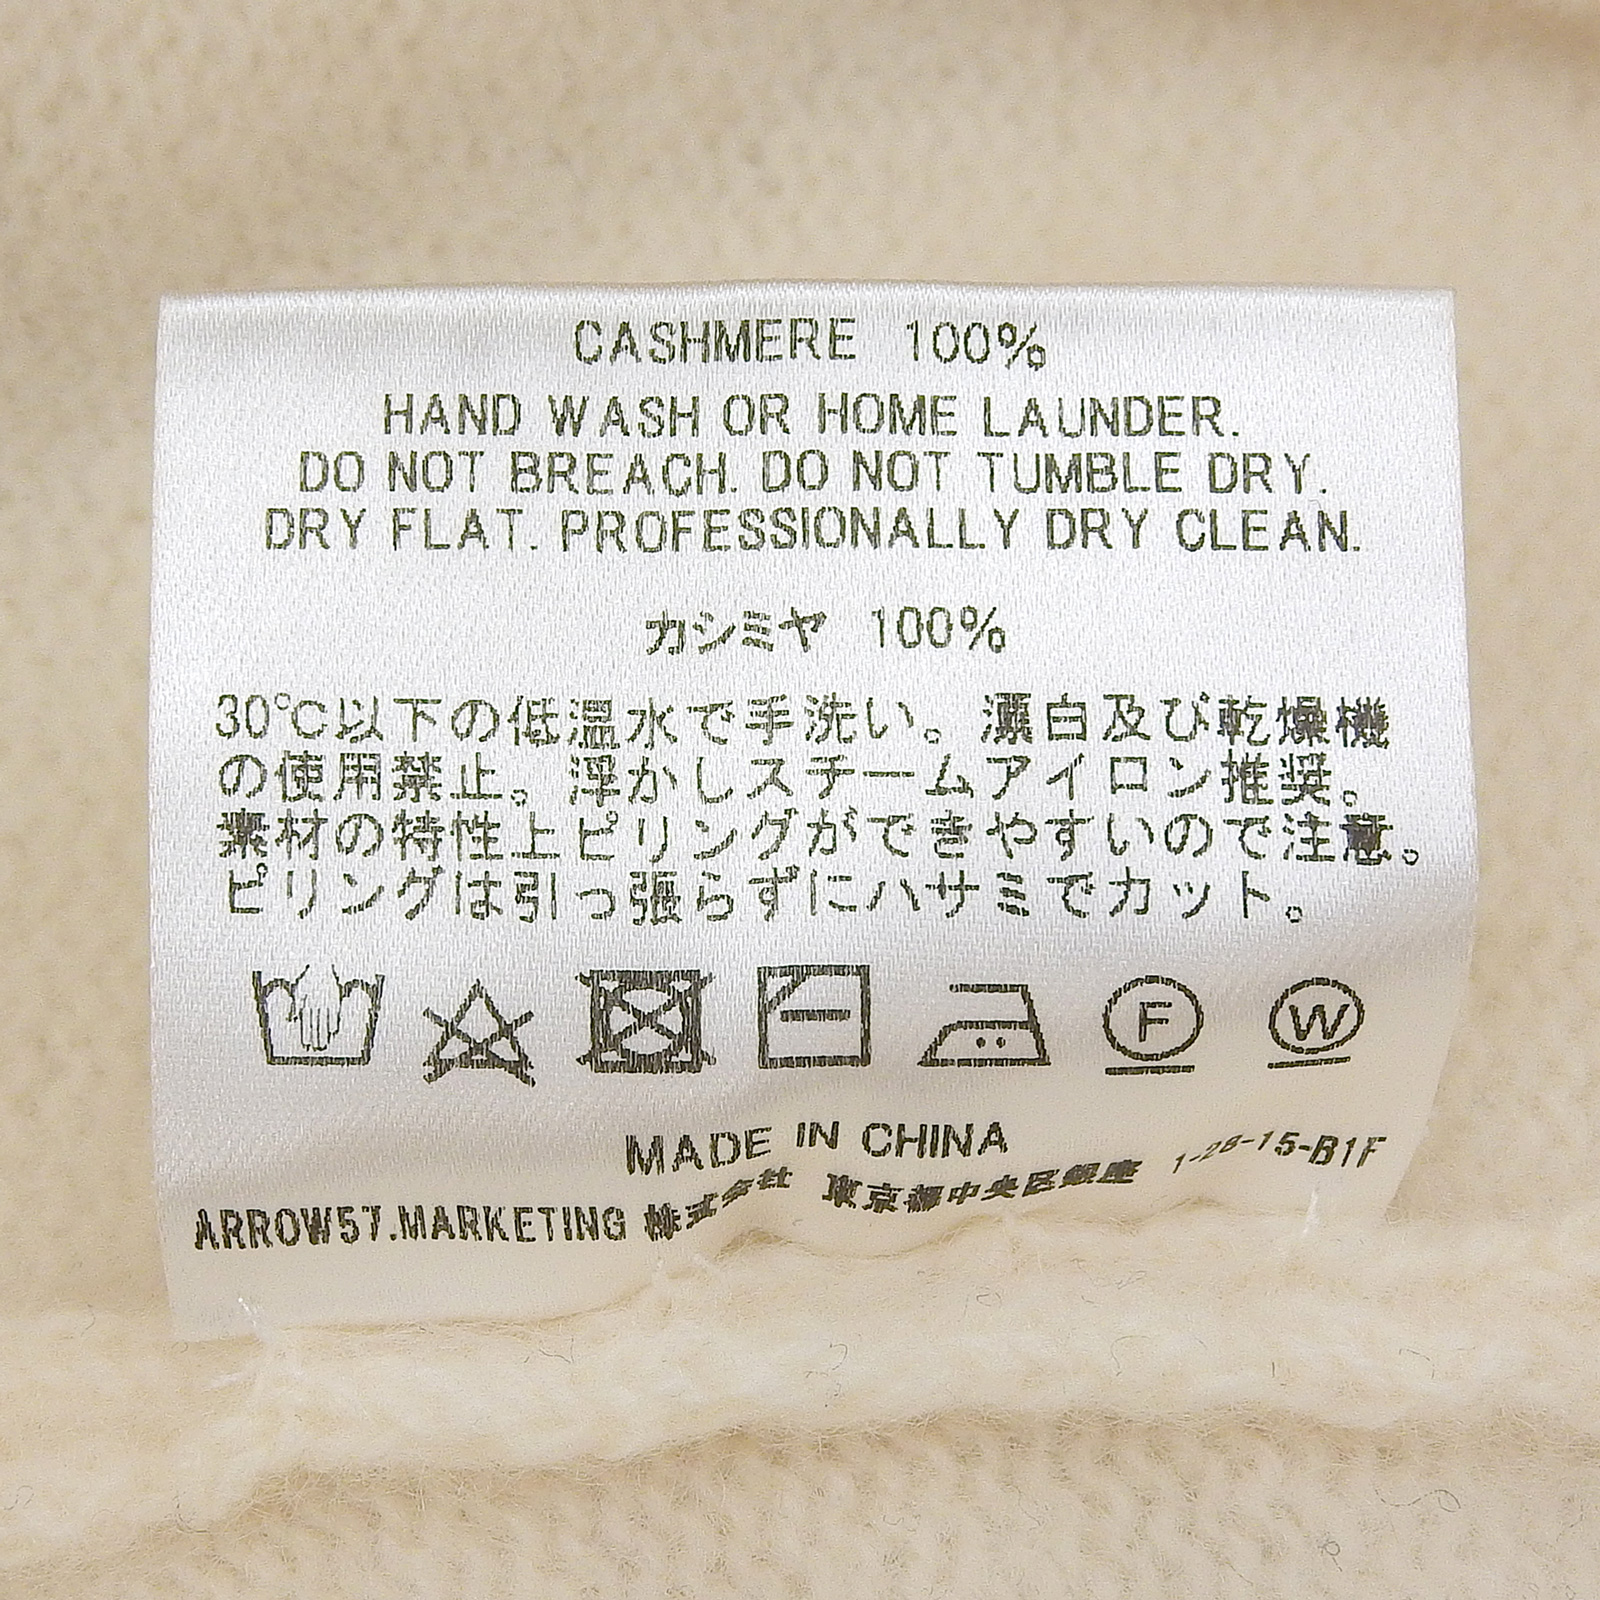 CASHMERE 100%
HAND WASH OR HOME LAUNDER.
DO NOT BREACH. DO NOT TUMBLE DRY.
DRY FLAT. PROFESSIONALLY DRY CLEAN.
カシミヤ 100%
30℃以下の低温水で手洗い。漂白及び乾燥機
の使用禁止。浮かしスチームアイロン推奨。
素材の特性上ピリングができやすいので注意。
ピリングは引っ張らずにハサミでカット。
F W
MADE IN CHINA
ARROW57.MARKETING 株式会社 東京都中央区銀座 1-28-15-B1F